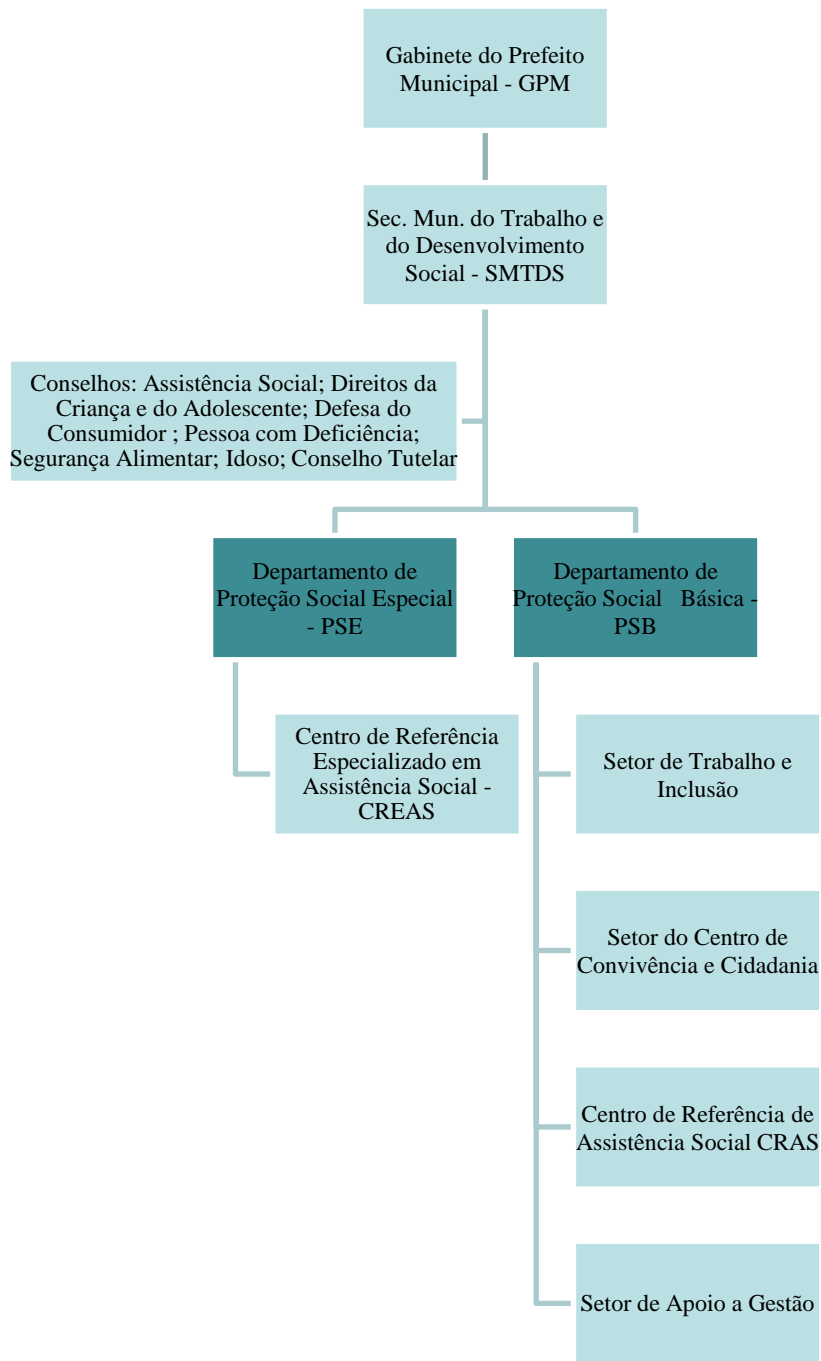 Gabinete do Prefeito
Municipal - GPM
Sec. Mun. do Trabalho e
do Desenvolvimento
Social - SMTDS
Conselhos: Assistência Social; Direitos da
Criança e do Adolescente; Defesa do
Consumidor ; Pessoa com Deficiência;
Segurança Alimentar; Idoso; Conselho Tutelar
Departamento de
Proteção Social Especial
- PSE
Departamento de
Proteção Social Básica -
PSB
Centro de Referência
Especializado em
Assistência Social -
CREAS
Setor de Trabalho e
Inclusão
Setor do Centro de
Convivência e Cidadania
Centro de Referência de
Assistência Social CRAS
Setor de Apoio a Gestão